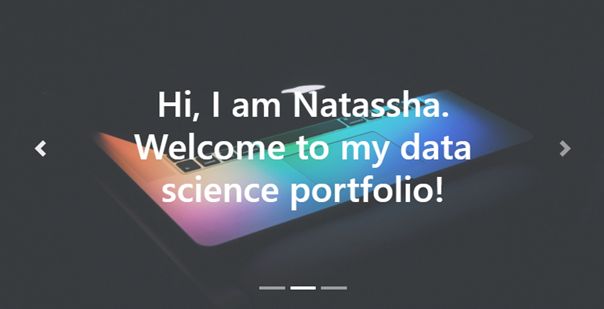 Hi, I am Natassha.
Welcome to my data
science portfolio!